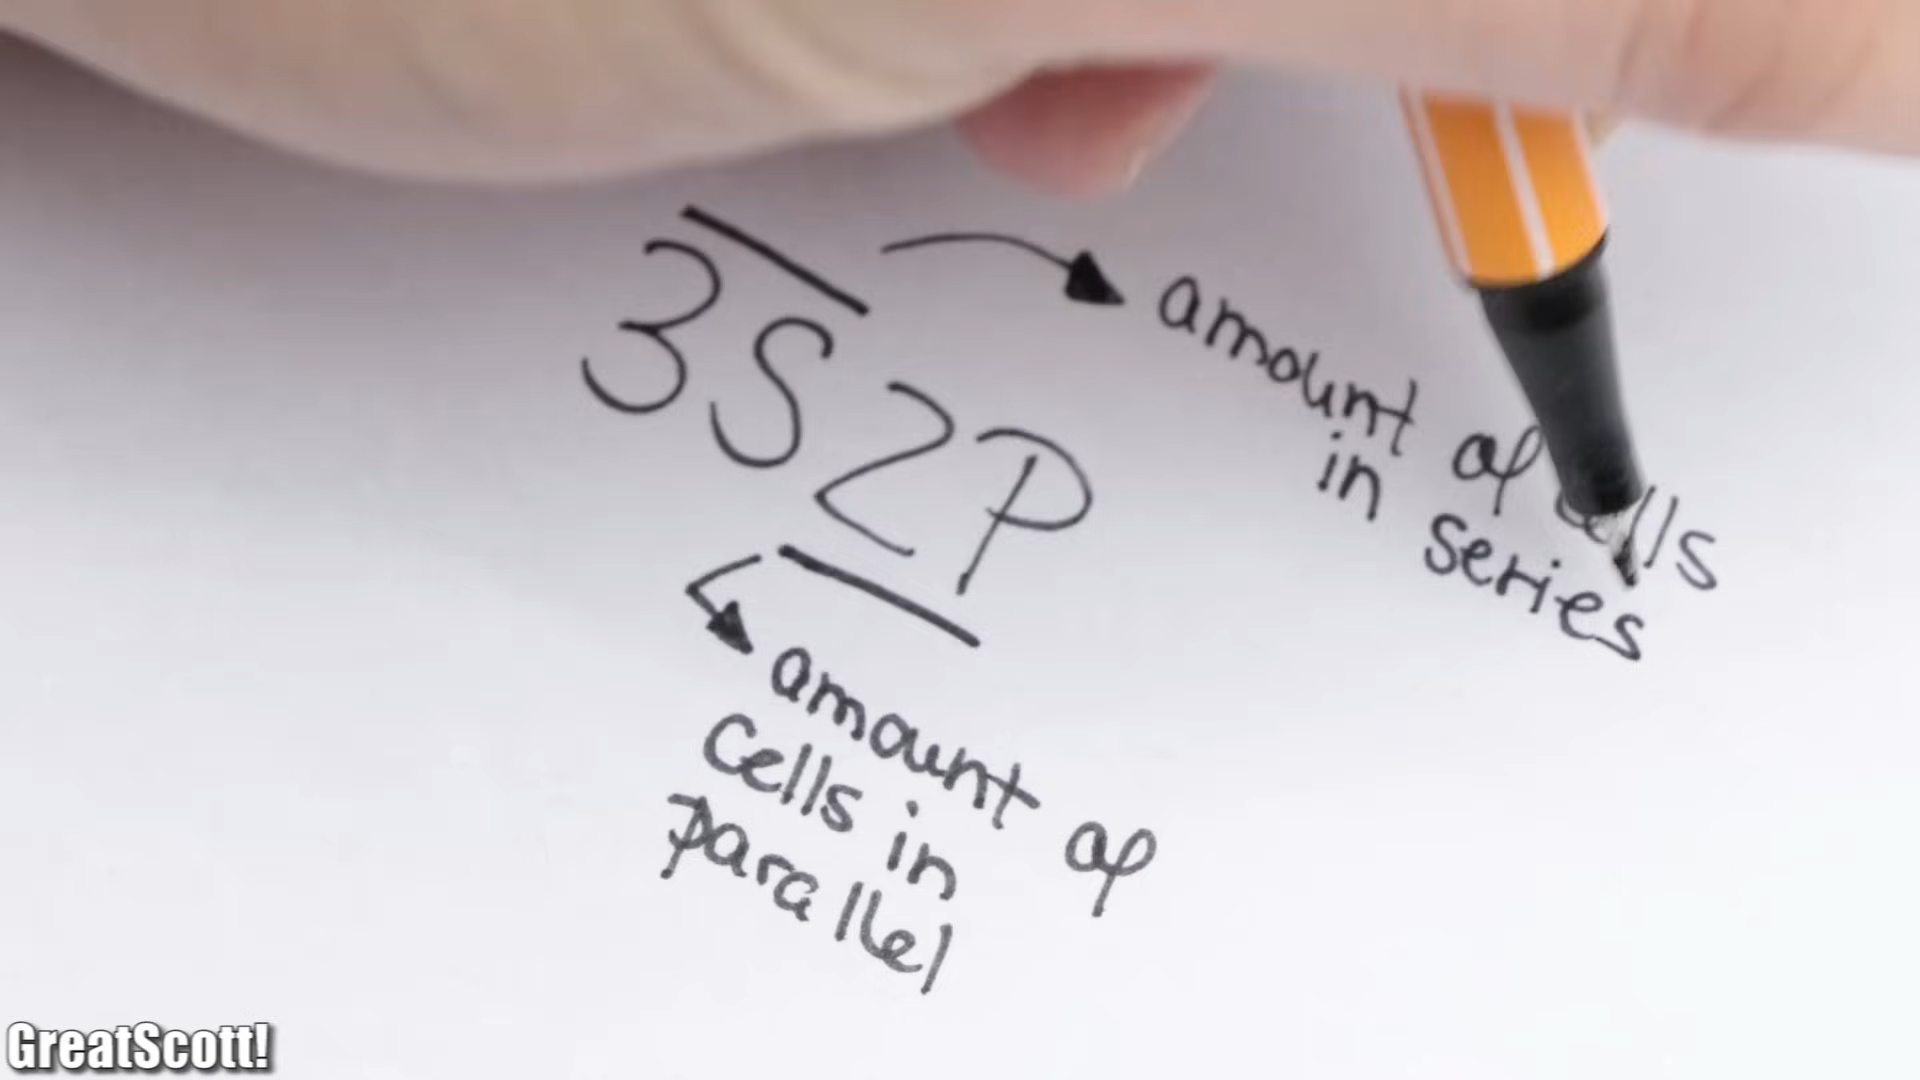 3S2P
amount of cells
in series
amount of
cells in
parallel
GreatScott!